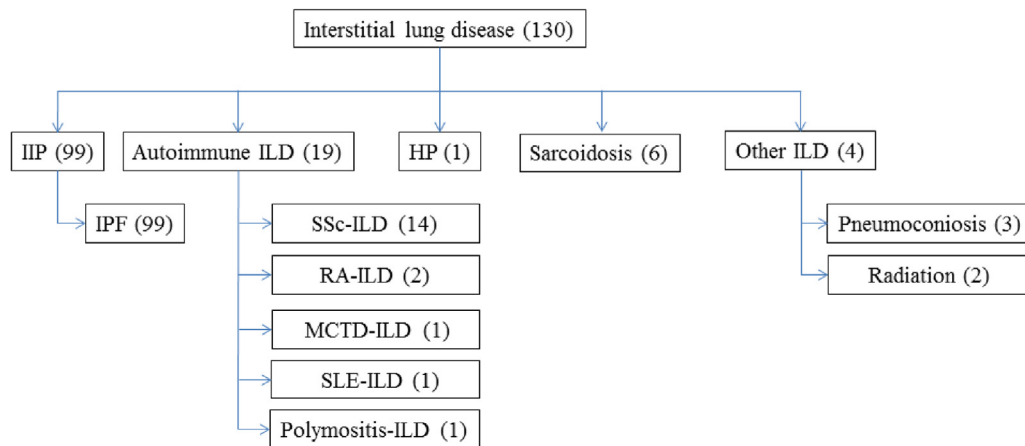 Interstitial lung disease (130)
IIP (99)
Autoimmune ILD (19)
HP (1)
Sarcoidosis (6)
Other ILD (4)
IPF (99)
SSc-ILD (14)
Pneumoconiosis (3)
RA-ILD (2)
Radiation (2)
MCTD-ILD (1)
SLE-ILD (1)
Polymositis-ILD (1)